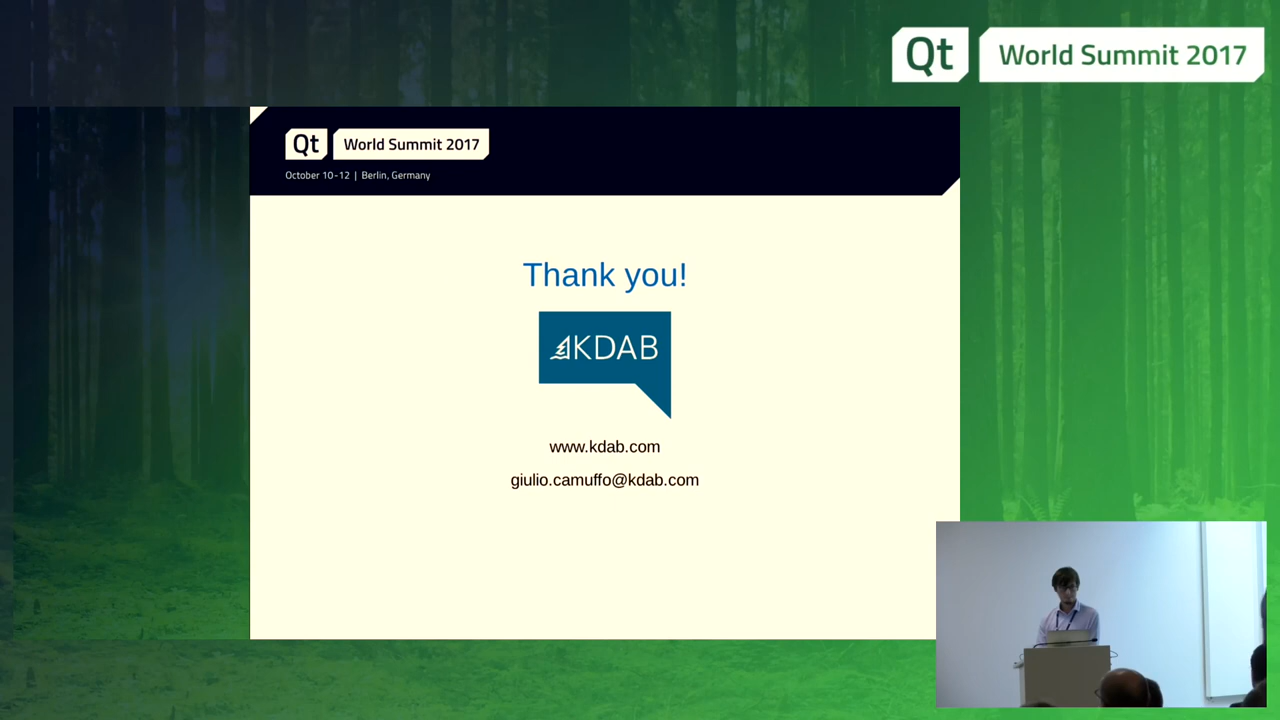 Qt World Summit 2017
Qt World Summit 2017
October 10-12 | Berlin, Germany
Thank you!
KDAB
www.kdab.com
giulio.camuffo@kdab.com